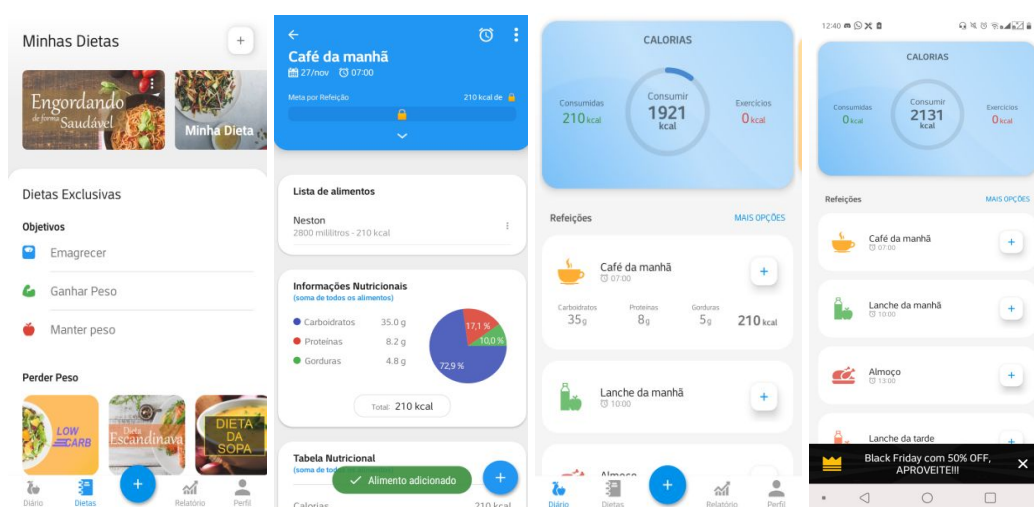 Minhas Dietas
+
Engordando
de forma Saudável
Minha Dieta
Dietas Exclusivas
Objetivos
Emagrecer
Ganhar Peso
Manter peso
Perder Peso
LOW
CARB
Dieta
Escandinava
DIETA
DA
SOPA
+
Diário
Dietas
Relatório
Perfil
Café da manhã
27/nov 07:00
Meta por Refeição 210 kcal de
Lista de alimentos
Neston
2800 mililitros - 210 kcal
Informações Nutricionais
(soma de todos os alimentos)
Carboidratos 35.0 g
Proteínas 8.2 g
Gorduras 4.8 g
17,1 %
10,0 %
72,9 %
Total: 210 kcal
Tabela Nutricional
(soma de
Alimento adicionado
+
Calorias 210 kcal
CALORIAS
Consumidas
210 kcal
Consumir
1921
kcal
Exercícios
0 kcal
Refeições MAIS OPÇÕES
Café da manhã
07:00
+
Carboidratos Proteínas Gorduras
35g 8g 5g 210 kcal
Lanche da manhã
10:00
+
Almoço
+
Diário
Dietas
Relatório
Perfil
12:40
CALORIAS
Consumidas
0 kcal
Consumir
2131
kcal
Exercícios
0 kcal
Refeições MAIS OPÇÕES
Café da manhã
07:00
+
Lanche da manhã
10:00
+
Almoço
13:00
+
Lanche da tarde
Black Friday com 50% OFF,
APROVEITE!!!